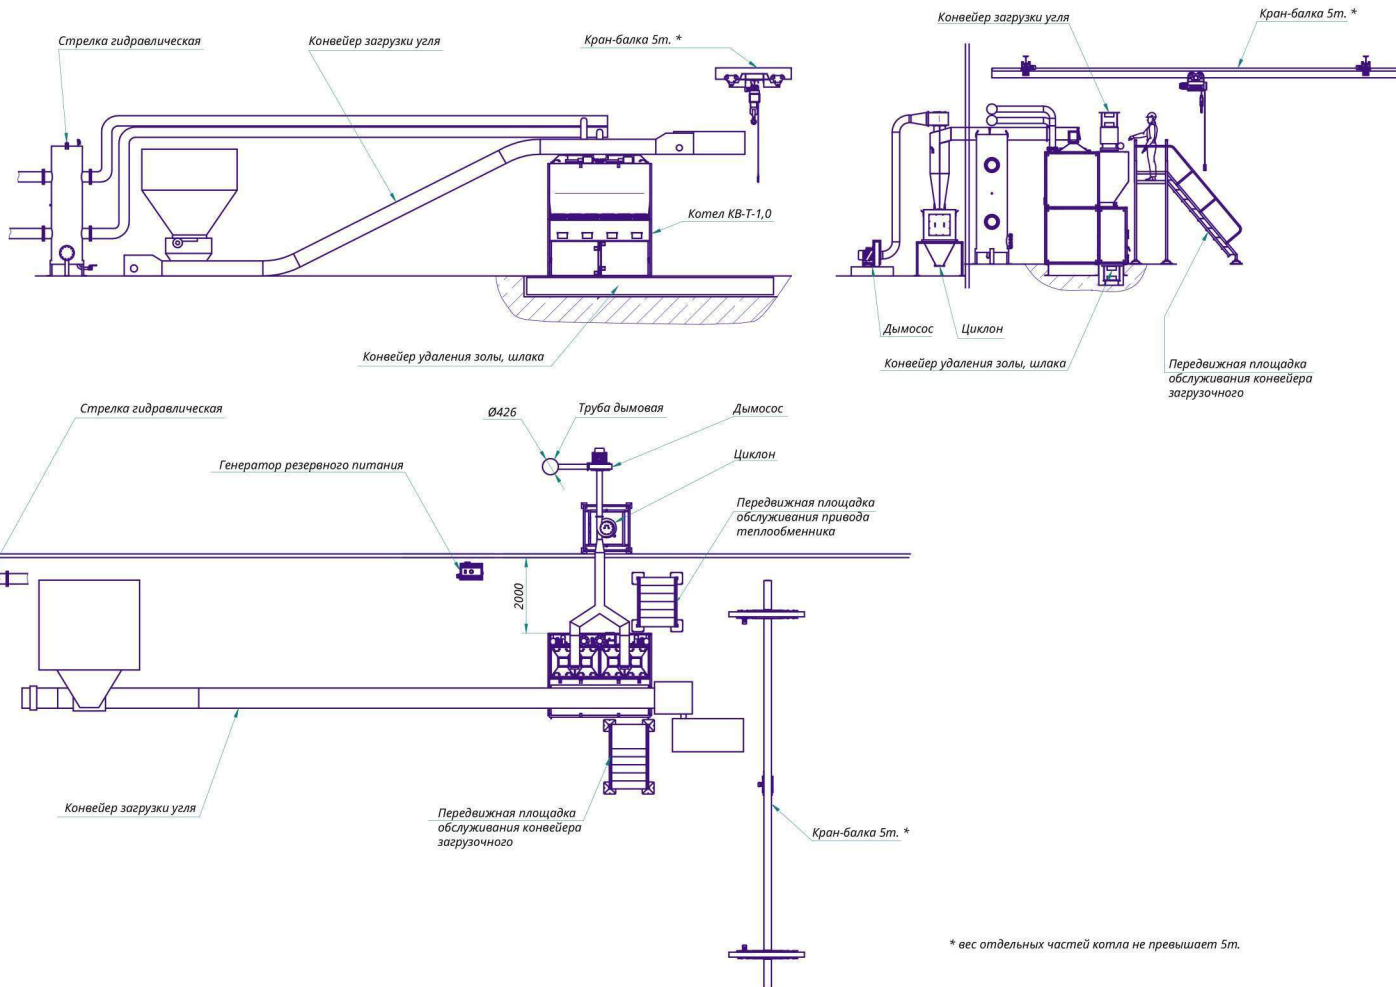 Стрелка гидравлическая
Конвейер загрузки угля
Кран-балка 5т. *
Котел КВ-Т-1,0
Конвейер удаления золы, шлака
Конвейер загрузки угля
Кран-балка 5т. *
Дымосос
Циклон
Конвейер удаления золы, шлака
Передвижная площадка
обслуживания конвейера
загрузочного
Стрелка гидравлическая
Генератор резервного питания
Ø426
Труба дымовая
Дымосос
Циклон
Передвижная площадка
обслуживания привода
теплообменника
2000
Конвейер загрузки угля
Передвижная площадка
обслуживания конвейера
загрузочного
Кран-балка 5т. *
* вес отдельных частей котла не превышает 5т.